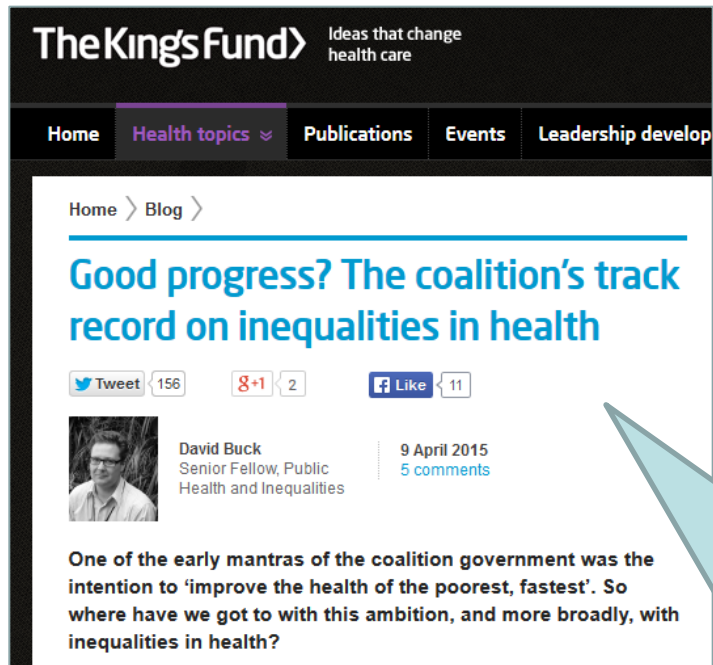 TheKingsFund> Ideas that change
health care
Home Health topics Publications Events Leadership develop
Home > Blog >
Good progress? The coalition's track
record on inequalities in health
Tweet 156 g+1 2 f Like 11
David Buck 9 April 2015
Senior Fellow, Public 5 comments
Health and Inequalities
One of the early mantras of the coalition government was the
intention to ‘improve the health of the poorest, fastest’. So
where have we got to with this ambition, and more broadly, with
inequalities in health?